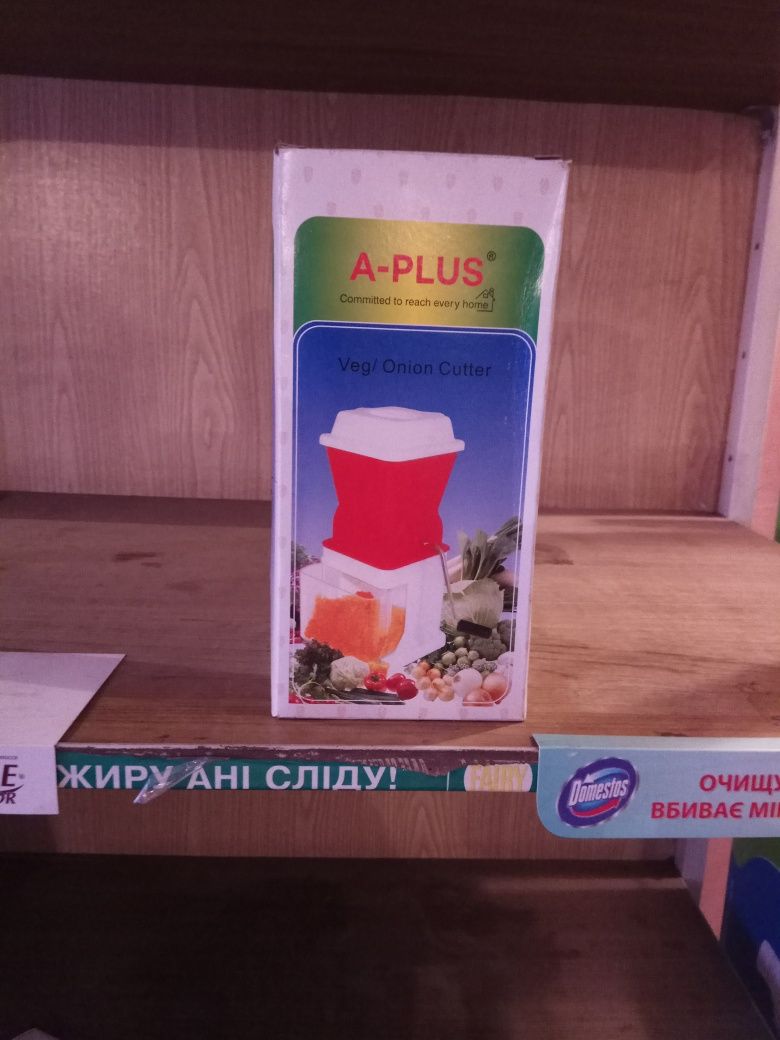 A-PLUS®
Committed to reach every home
Veg/ Onion Cutter
ЖИРУ АНІ СЛІДУ!
FAIRY
Domestos
ОЧИЩУ
ВБИВАЄ МІ